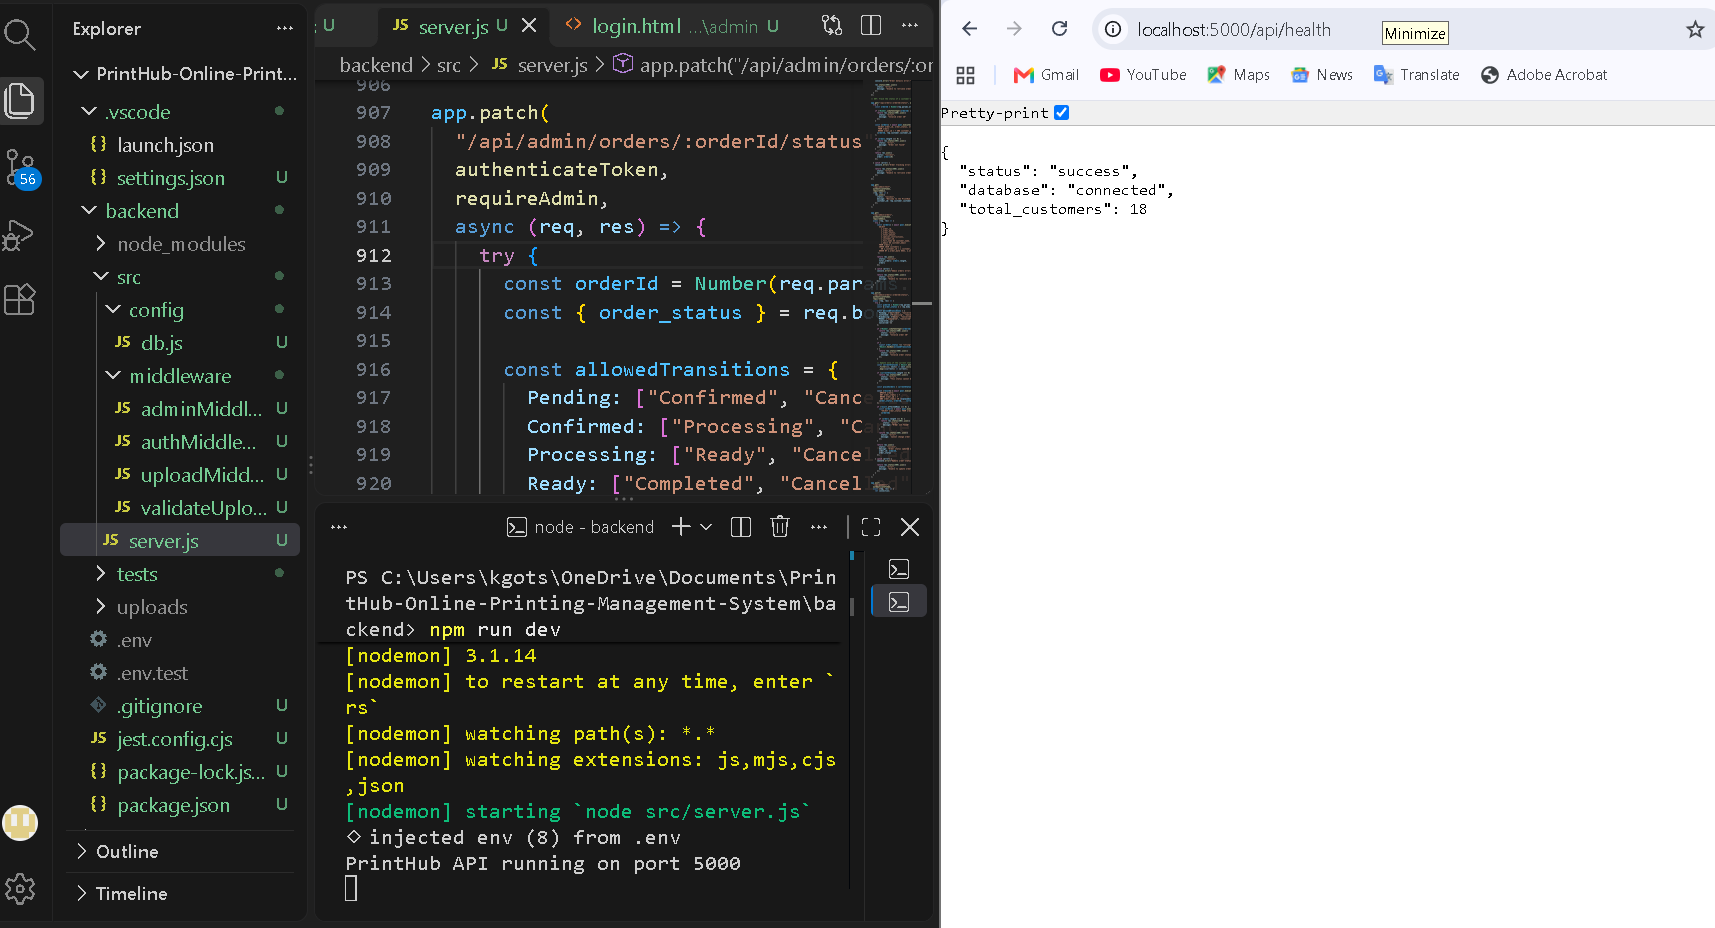 Explorer
PrintHub-Online-Print...
.vscode
launch.json
settings.json U
backend
node_modules
src
config
db.js U
middleware
adminMiddl... U
authMiddle... U
uploadMidd... U
validateUplo... U
server.js U
tests
uploads
.env
.env.test
.gitignore U
jest.config.cjs U
package-lock.js... U
package.json U
Outline
Timeline
56
U
JS server.js U
<> login.html ...\admin U
backend > src > JS server.js > app.patch("/api/admin/orders/:or
906
907 app.patch(
908 "/api/admin/orders/:orderId/status
909 authenticateToken,
910 requireAdmin,
911 async (req, res) => {
912 try {
913 const orderId = Number(req.params.
914 const { order_status } = req.bo
915
916 const allowedTransitions = {
917 Pending: ["Confirmed", "Cance
918 Confirmed: ["Processing", "Ca
919 Processing: ["Ready", "Cance
920 Ready: ["Completed", "Cancelled"
node - backend
PS C:\Users\kgots\OneDrive\Documents\Prin
tHub-Online-Printing-Management-System\ba
ckend> npm run dev
[nodemon] 3.1.14
[nodemon] to restart at any time, enter `
rs`
[nodemon] watching path(s): *.*
[nodemon] watching extensions: js,mjs,cjs
,json
[nodemon] starting `node src/server.js`
◇ injected env (8) from .env
PrintHub API running on port 5000
localhost:5000/api/health
Minimize
Gmail
YouTube
Maps
News
Translate
Adobe Acrobat
Pretty-print
{
"status": "success",
"database": "connected",
"total_customers": 18
}